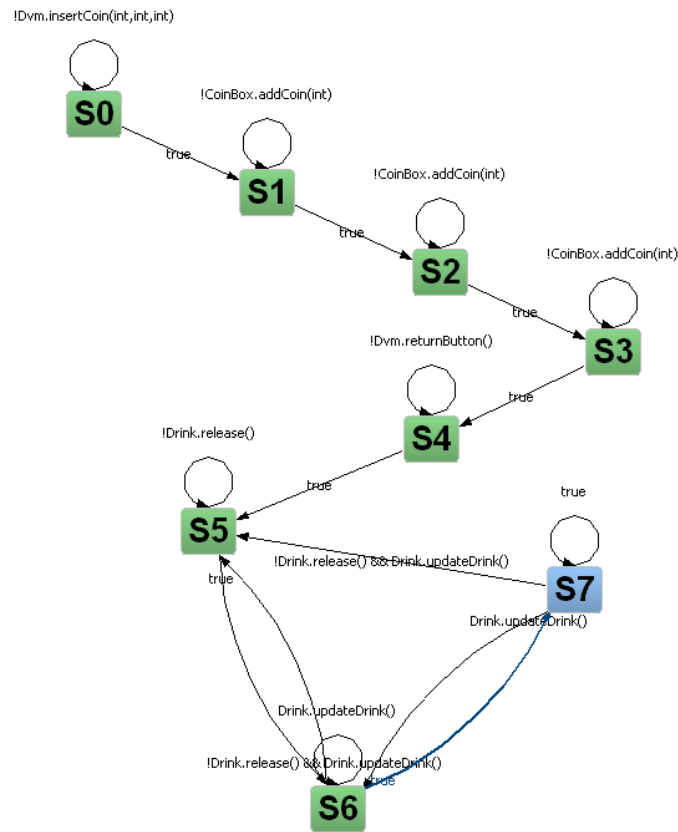 !Dvm.insertCoin(int,int,int)
!CoinBox.addCoin(int)
S0
true
!CoinBox.addCoin(int)
S1
true
!CoinBox.addCoin(int)
S2
true
!Dvm.returnButton()
S3
true
!Drink.release()
S4
true
true
S5
!Drink.release() && Drink.updateDrink()
true
S7
Drink.updateDrink()
Drink.updateDrink()
!Drink.release() && Drink.updateDrink()
true
S6